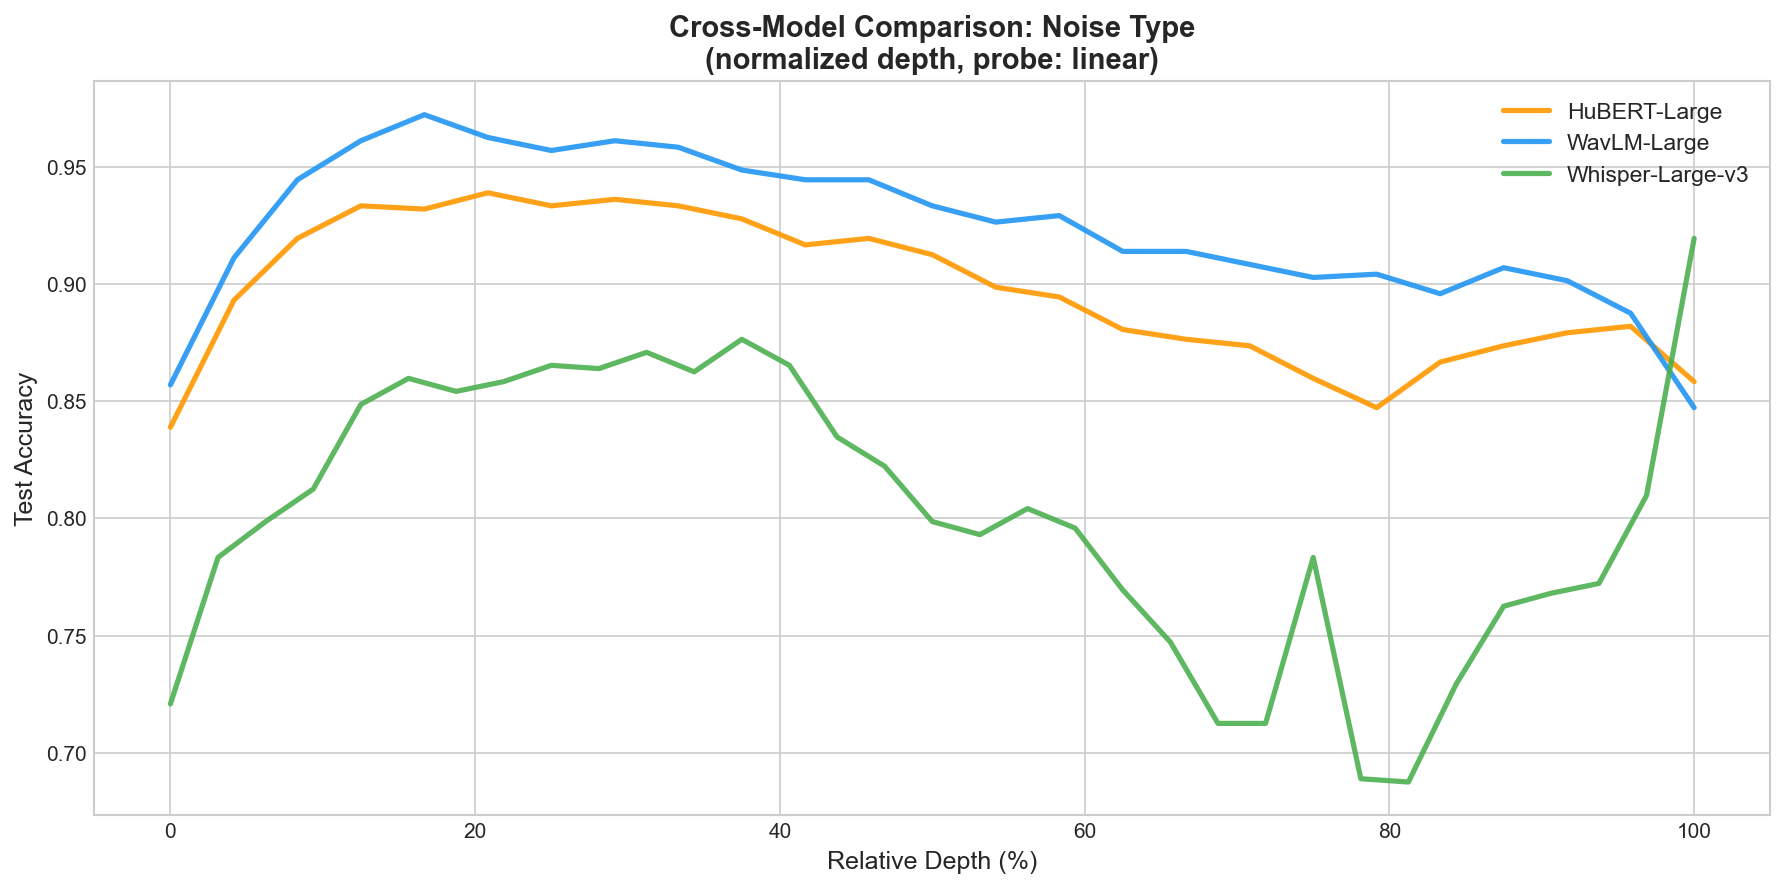 Cross-Model Comparison: Noise Type
(normalized depth, probe: linear)
HuBERT-Large
WavLM-Large
Whisper-Large-v3
Test Accuracy
0.95
0.90
0.85
0.80
0.75
0.70
0 20 40 60 80 100
Relative Depth (%)